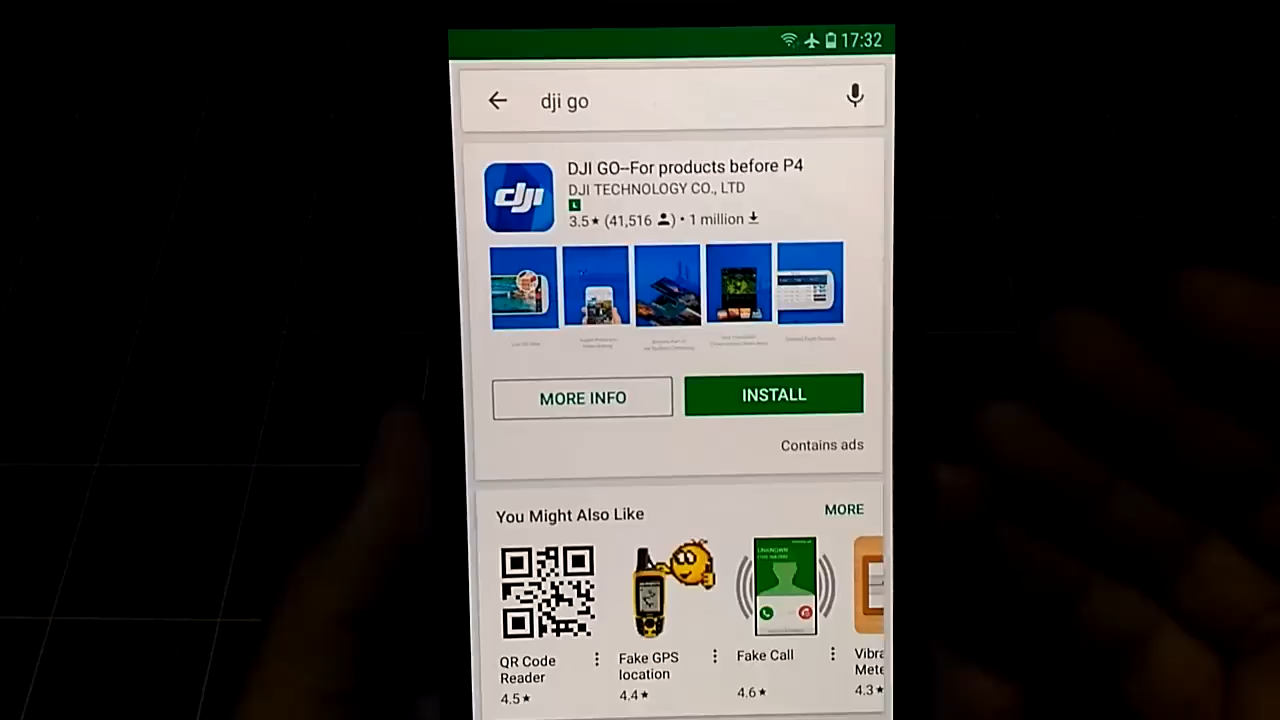 17:32
dji go
DJI GO--For products before P4
dji
DJI TECHNOLOGY CO., LTD
L
3.5★ (41,516 ) • 1 million
MORE INFO
INSTALL
Contains ads
You Might Also Like
MORE
UNKNOWN
QR Code
Reader
4.5★
Fake GPS
location
4.4★
Fake Call
4.6★
Vibra
Mete
4.3★